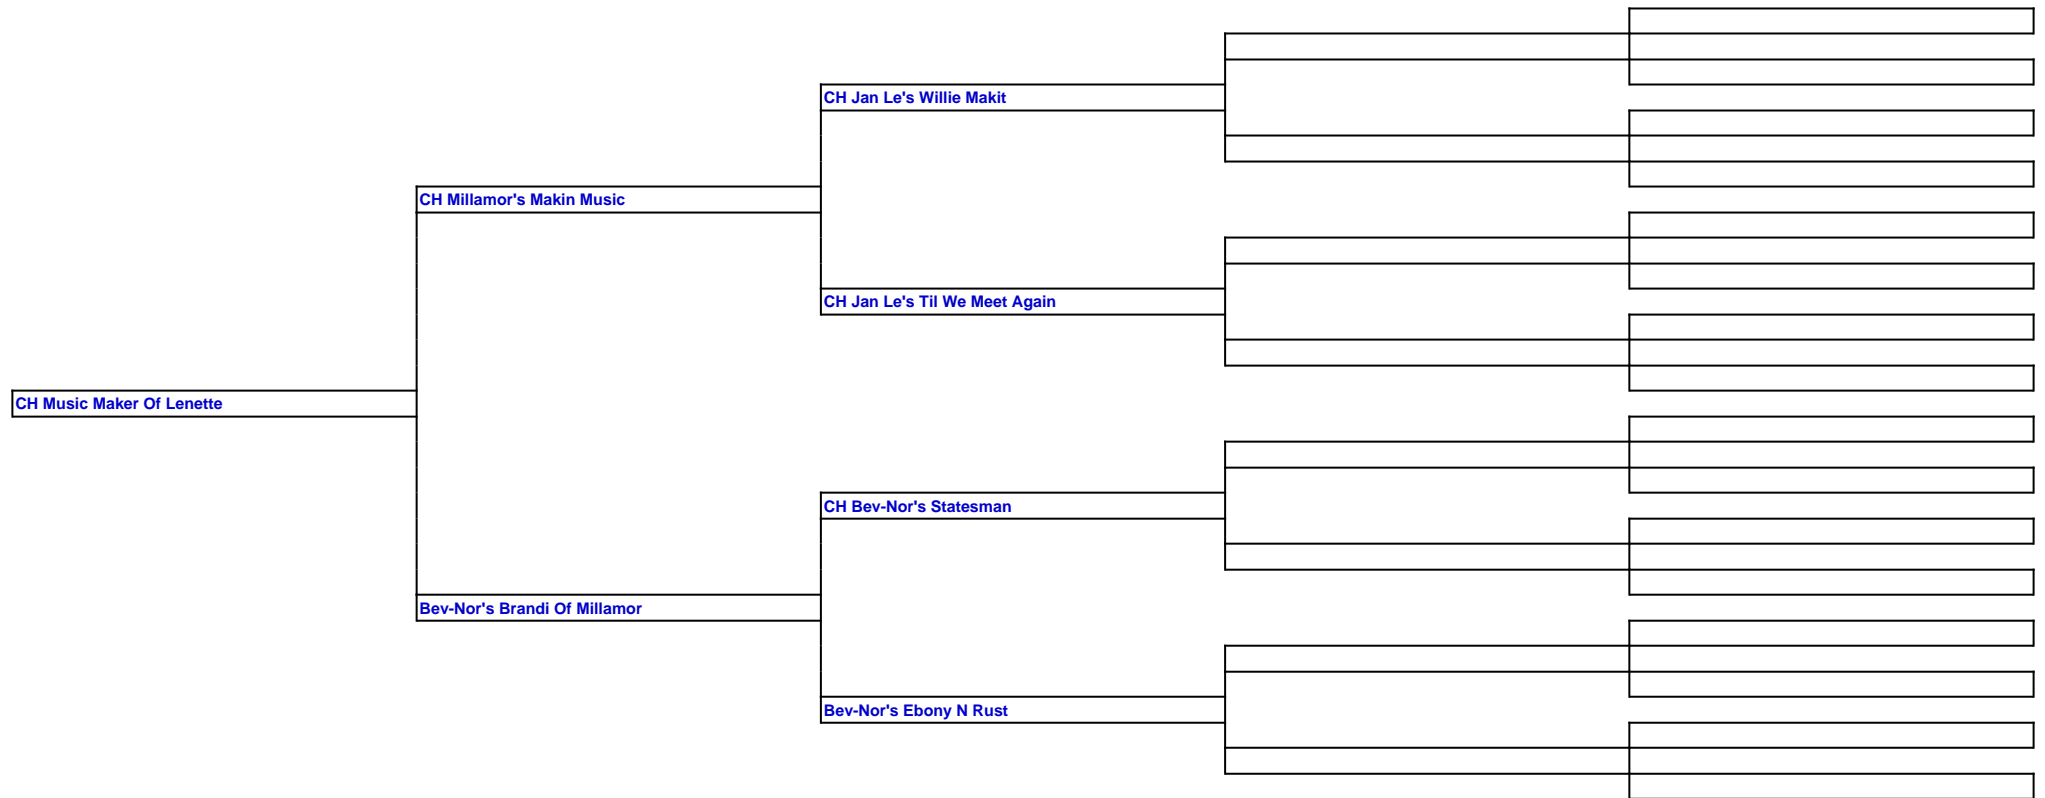 CH Jan Le's Willie Makit
CH Millamor's Makin Music
CH Jan Le's Til We Meet Again
CH Music Maker Of Lenette
CH Bev-Nor's Statesman
Bev-Nor's Brandi Of Millamor
Bev-Nor's Ebony N Rust